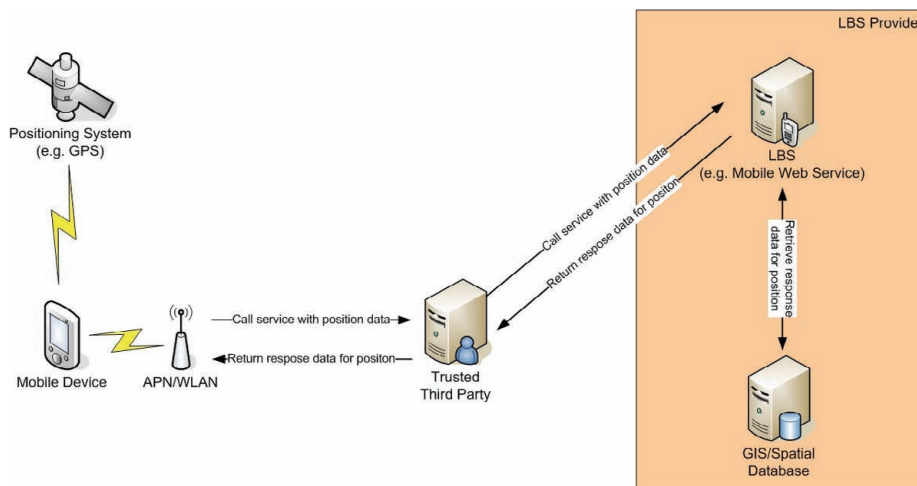 LBS Provide
Positioning System
(e.g. GPS)
LBS
(e.g. Mobile Web Service)
Call service with position data
Return respose data for positon
Retrieve response
data for position
Call service with position data
Return respose data for positon
Mobile Device
APN/WLAN
Trusted
Third Party
GIS/Spatial
Database